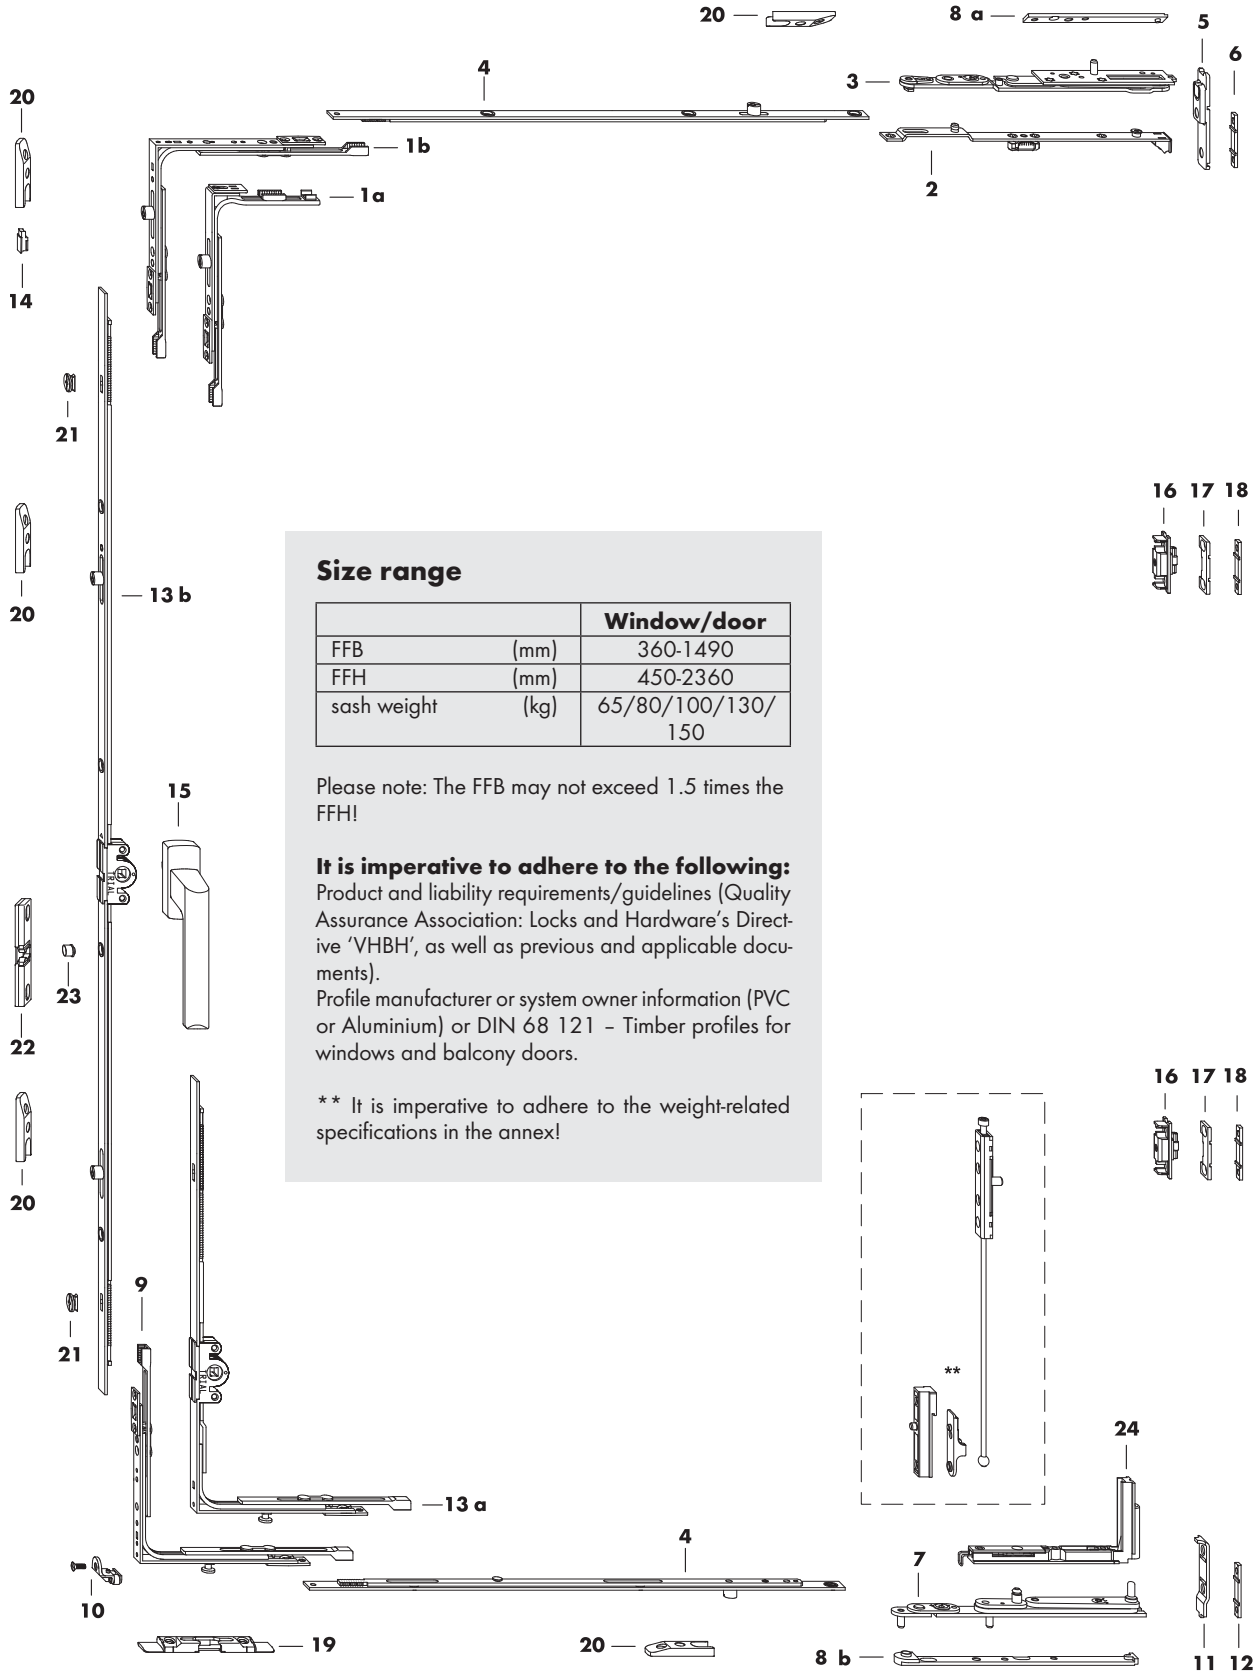 20
8 a
5
4
3
6
20
1b
2
1a
14
21
16 17 18
20
13 b
Size range
Window/door
FFB (mm) 360-1490
FFH (mm) 450-2360
sash weight (kg) 65/80/100/130/
150
Please note: The FFB may not exceed 1.5 times the
FFH!
It is imperative to adhere to the following:
Product and liability requirements/guidelines (Quality
Assurance Association: Locks and Hardware's Direct-
ive 'VHBH', as well as previous and applicable docu-
ments).
Profile manufacturer or system owner information (PVC
or Aluminium) or DIN 68 121 – Timber profiles for
windows and balcony doors.
** It is imperative to adhere to the weight-related
specifications in the annex!
15
TRIAL
23
22
16 17 18
20
9
21
TRIAL
**
24
13 a
4
7
10
19
20
8 b
11 12